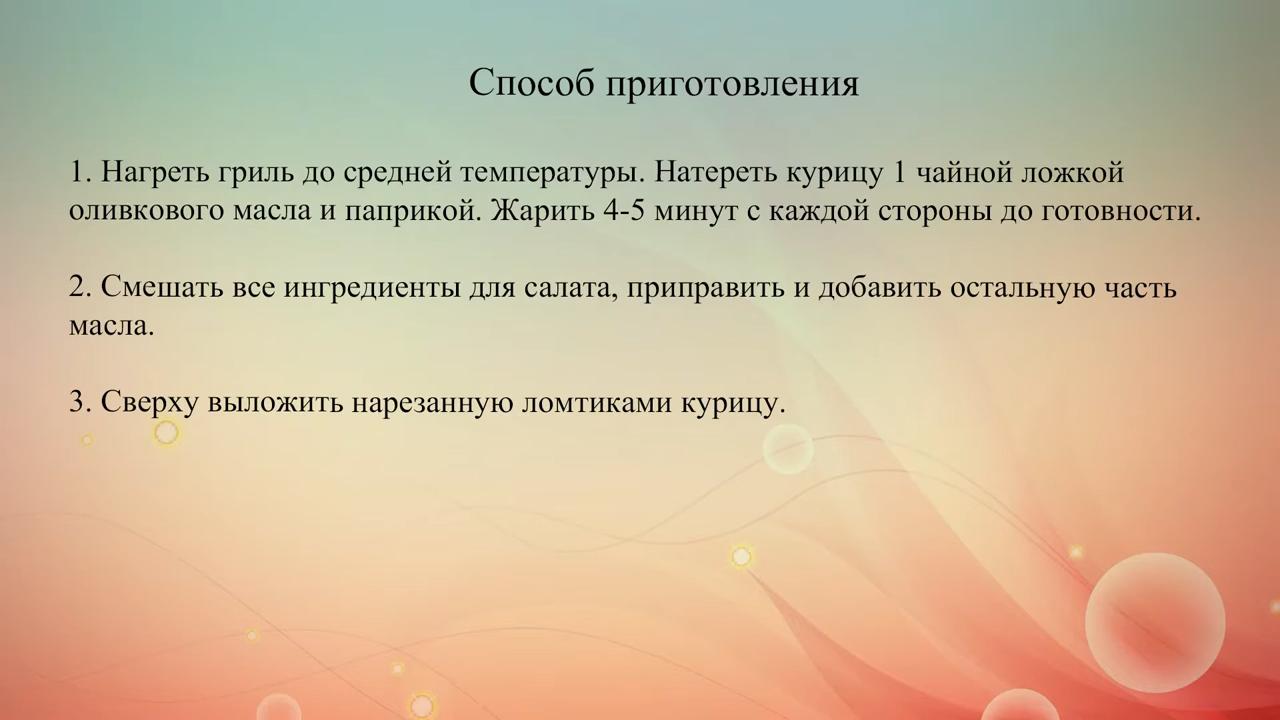 Способ приготовления
1. Нагреть гриль до средней температуры. Натереть курицу 1 чайной ложкой
оливкового масла и паприкой. Жарить 4-5 минут с каждой стороны до готовности.
2. Смешать все ингредиенты для салата, приправить и добавить остальную часть
масла.
3. Сверху выложить нарезанную ломтиками курицу.